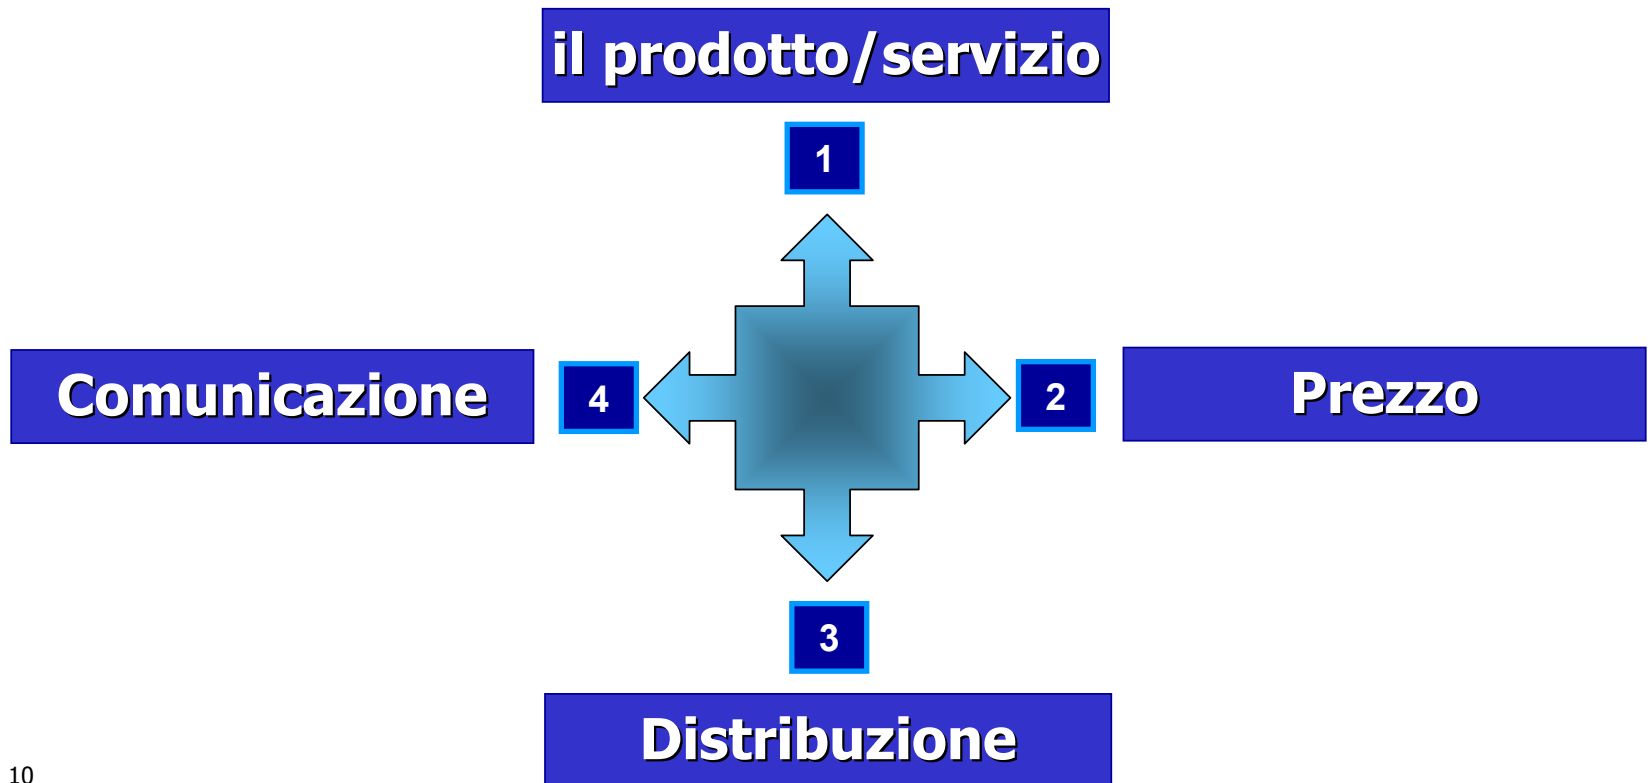 il prodotto/servizio
1
Comunicazione
4
2
Prezzo
3
Distribuzione
10